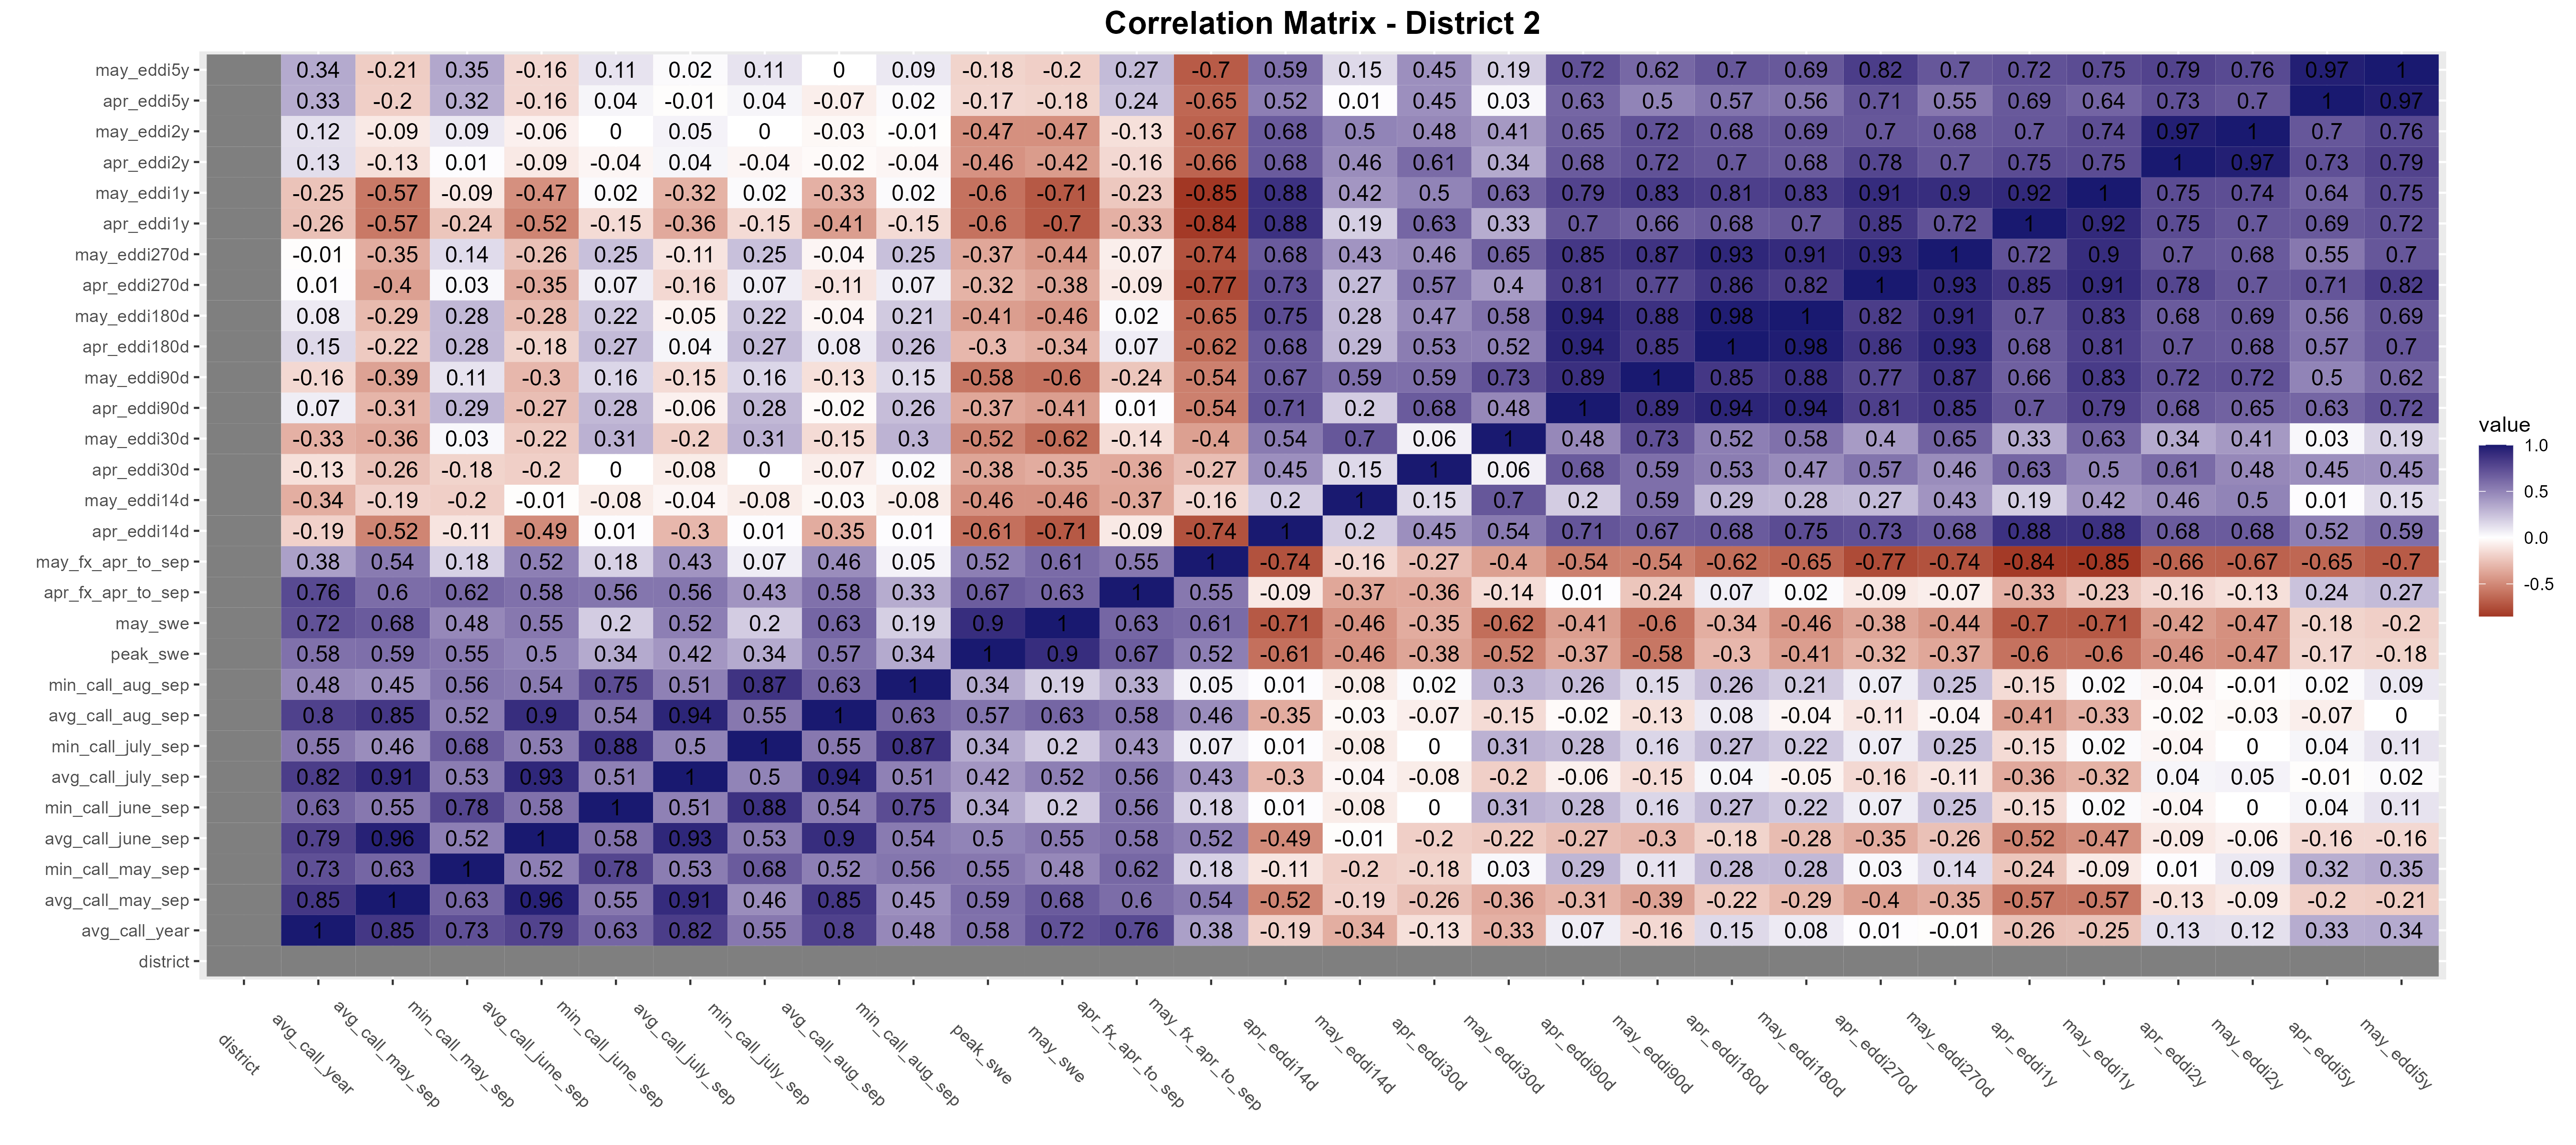 Correlation Matrix - District 2
may_eddi5y 0.34 -0.21 0.35 -0.16 0.11 0.02 0.11 0 0.09 -0.18 -0.2 0.27 -0.7 0.59 0.15 0.45 0.19 0.72 0.62 0.7 0.69 0.82 0.7 0.72 0.75 0.79 0.76 0.97 1
apr_eddi5y 0.33 -0.2 0.32 -0.16 0.04 -0.01 0.04 -0.07 0.02 -0.17 -0.18 0.24 -0.65 0.52 0.01 0.45 0.03 0.63 0.5 0.57 0.56 0.71 0.55 0.69 0.64 0.73 0.7 1 0.97
may_eddi2y 0.12 -0.09 0.09 -0.06 0 0.05 0 -0.03 -0.01 -0.47 -0.47 -0.13 -0.67 0.68 0.5 0.48 0.41 0.65 0.72 0.68 0.69 0.7 0.68 0.7 0.74 0.97 1 0.7 0.76
apr_eddi2y 0.13 -0.13 0.01 -0.09 -0.04 0.04 -0.04 -0.02 -0.04 -0.46 -0.42 -0.16 -0.66 0.68 0.46 0.61 0.34 0.68 0.72 0.7 0.68 0.78 0.7 0.75 0.75 1 0.97 0.73 0.79
may_eddi1y -0.25 -0.57 -0.09 -0.47 0.02 -0.32 0.02 -0.33 0.02 -0.6 -0.71 -0.23 -0.85 0.88 0.42 0.5 0.63 0.79 0.83 0.81 0.83 0.91 0.9 0.92 1 0.75 0.74 0.64 0.75
apr_eddi1y -0.26 -0.57 -0.24 -0.52 -0.15 -0.36 -0.15 -0.41 -0.15 -0.6 -0.7 -0.33 -0.84 0.88 0.19 0.63 0.33 0.7 0.66 0.68 0.7 0.85 0.72 1 0.92 0.75 0.7 0.69 0.72
may_eddi270d -0.01 -0.35 0.14 -0.26 0.25 -0.11 0.25 -0.04 0.25 -0.37 -0.44 -0.07 -0.74 0.68 0.43 0.46 0.65 0.85 0.87 0.93 0.91 0.93 1 0.72 0.9 0.7 0.68 0.55 0.7
apr_eddi270d 0.01 -0.4 0.03 -0.35 0.07 -0.16 0.07 -0.11 0.07 -0.32 -0.38 -0.09 -0.77 0.73 0.27 0.57 0.4 0.81 0.77 0.86 0.82 1 0.93 0.85 0.91 0.78 0.7 0.71 0.82
may_eddi180d 0.08 -0.29 0.28 -0.28 0.22 -0.05 0.22 -0.04 0.21 -0.41 -0.46 0.02 -0.65 0.75 0.28 0.47 0.58 0.94 0.88 0.98 1 0.82 0.91 0.7 0.83 0.68 0.69 0.56 0.69
apr_eddi180d 0.15 -0.22 0.28 -0.18 0.27 0.04 0.27 0.08 0.26 -0.3 -0.34 0.07 -0.62 0.68 0.29 0.53 0.52 0.94 0.85 1 0.98 0.86 0.93 0.68 0.81 0.7 0.68 0.57 0.7
may_eddi90d -0.16 -0.39 0.11 -0.3 0.16 -0.15 0.16 -0.13 0.15 -0.58 -0.6 -0.24 -0.54 0.67 0.59 0.59 0.73 0.89 1 0.85 0.88 0.77 0.87 0.66 0.83 0.72 0.72 0.5 0.62
apr_eddi90d 0.07 -0.31 0.29 -0.27 0.28 -0.06 0.28 -0.02 0.26 -0.37 -0.41 0.01 -0.54 0.71 0.2 0.68 0.48 1 0.89 0.94 0.94 0.81 0.85 0.7 0.79 0.68 0.65 0.63 0.72
may_eddi30d -0.33 -0.36 0.03 -0.22 0.31 -0.2 0.31 -0.15 0.3 -0.52 -0.62 -0.14 -0.4 0.54 0.7 0.06 1 0.48 0.73 0.52 0.58 0.4 0.65 0.33 0.63 0.34 0.41 0.03 0.19
apr_eddi30d -0.13 -0.26 -0.18 -0.2 0 -0.08 0 -0.07 0.02 -0.38 -0.35 -0.36 -0.27 0.45 0.15 1 0.06 0.68 0.59 0.53 0.47 0.57 0.46 0.63 0.5 0.61 0.48 0.45 0.45
may_eddi14d -0.34 -0.19 -0.2 -0.01 -0.08 -0.04 -0.08 -0.03 -0.08 -0.46 -0.46 -0.37 -0.16 0.2 1 0.15 0.7 0.2 0.59 0.29 0.28 0.27 0.43 0.19 0.42 0.46 0.5 0.01 0.15
apr_eddi14d -0.19 -0.52 -0.11 -0.49 0.01 -0.3 0.01 -0.35 0.01 -0.61 -0.71 -0.09 -0.74 1 0.2 0.45 0.54 0.71 0.67 0.68 0.75 0.73 0.68 0.88 0.88 0.68 0.68 0.52 0.59
may_fx_apr_to_sep 0.38 0.54 0.18 0.52 0.18 0.43 0.07 0.46 0.05 0.52 0.61 0.55 1 -0.74 -0.16 -0.27 -0.4 -0.54 -0.54 -0.62 -0.65 -0.77 -0.74 -0.84 -0.85 -0.66 -0.67 -0.65 -0.7
apr_fx_apr_to_sep 0.76 0.6 0.62 0.58 0.56 0.56 0.43 0.58 0.33 0.67 0.63 1 0.55 -0.09 -0.37 -0.36 -0.14 0.01 -0.24 0.07 0.02 -0.09 -0.07 -0.33 -0.23 -0.16 -0.13 0.24 0.27
may_swe 0.72 0.68 0.48 0.55 0.2 0.52 0.2 0.63 0.19 0.9 1 0.63 0.61 -0.71 -0.46 -0.35 -0.62 -0.41 -0.6 -0.34 -0.46 -0.38 -0.44 -0.7 -0.71 -0.42 -0.47 -0.18 -0.2
peak_swe 0.58 0.59 0.55 0.5 0.34 0.42 0.34 0.57 0.34 1 0.9 0.67 0.52 -0.61 -0.46 -0.38 -0.52 -0.37 -0.58 -0.3 -0.41 -0.32 -0.37 -0.6 -0.6 -0.46 -0.47 -0.17 -0.18
min_call_aug_sep 0.48 0.45 0.56 0.54 0.75 0.51 0.87 0.63 1 0.34 0.19 0.33 0.05 0.01 -0.08 0.02 0.3 0.26 0.15 0.26 0.21 0.07 0.25 -0.15 0.02 -0.04 -0.01 0.02 0.09
avg_call_aug_sep 0.8 0.85 0.52 0.9 0.54 0.94 0.55 1 0.63 0.57 0.63 0.58 0.46 -0.35 -0.03 -0.07 -0.15 -0.02 -0.13 0.08 -0.04 -0.11 -0.04 -0.41 -0.33 -0.02 -0.03 -0.07 0
min_call_july_sep 0.55 0.46 0.68 0.53 0.88 0.5 1 0.55 0.87 0.34 0.2 0.43 0.07 0.01 -0.08 0 0.31 0.28 0.16 0.27 0.22 0.07 0.25 -0.15 0.02 -0.04 0 0.04 0.11
avg_call_july_sep 0.82 0.91 0.53 0.93 0.51 1 0.5 0.94 0.51 0.42 0.52 0.56 0.43 -0.3 -0.04 -0.08 -0.2 -0.06 -0.15 0.04 -0.05 -0.16 -0.11 -0.36 -0.32 0.04 0.05 -0.01 0.02
min_call_june_sep 0.63 0.55 0.78 0.58 1 0.51 0.88 0.54 0.75 0.34 0.2 0.56 0.18 0.01 -0.08 0 0.31 0.28 0.16 0.27 0.22 0.07 0.25 -0.15 0.02 -0.04 0 0.04 0.11
avg_call_june_sep 0.79 0.96 0.52 1 0.58 0.93 0.53 0.9 0.54 0.5 0.55 0.58 0.52 -0.49 -0.01 -0.2 -0.22 -0.27 -0.3 -0.18 -0.28 -0.35 -0.26 -0.52 -0.47 -0.09 -0.06 -0.16 -0.16
min_call_may_sep 0.73 0.63 1 0.52 0.78 0.53 0.68 0.52 0.56 0.55 0.48 0.62 0.18 -0.11 -0.2 -0.18 0.03 0.29 0.11 0.28 0.28 0.03 0.14 -0.24 -0.09 0.01 0.09 0.32 0.35
avg_call_may_sep 0.85 1 0.63 0.96 0.55 0.91 0.46 0.85 0.45 0.59 0.68 0.6 0.54 -0.52 -0.19 -0.26 -0.36 -0.31 -0.39 -0.22 -0.29 -0.4 -0.35 -0.57 -0.57 -0.13 -0.09 -0.2 -0.21
avg_call_year 1 0.85 0.73 0.79 0.63 0.82 0.55 0.8 0.48 0.58 0.72 0.76 0.38 -0.19 -0.34 -0.13 -0.33 0.07 -0.16 0.15 0.08 0.01 -0.01 -0.26 -0.25 0.13 0.12 0.33 0.34
district
district avg_call_year avg_call_may_sep min_call_may_sep avg_call_june_sep min_call_june_sep avg_call_july_sep min_call_july_sep avg_call_aug_sep min_call_aug_sep peak_swe may_swe apr_fx_apr_to_sep may_fx_apr_to_sep apr_eddi14d may_eddi14d apr_eddi30d may_eddi30d apr_eddi90d may_eddi90d apr_eddi180d may_eddi180d apr_eddi270d may_eddi270d apr_eddi1y may_eddi1y apr_eddi2y may_eddi2y apr_eddi5y may_eddi5y
value
1.0
0.5
0.0
-0.5